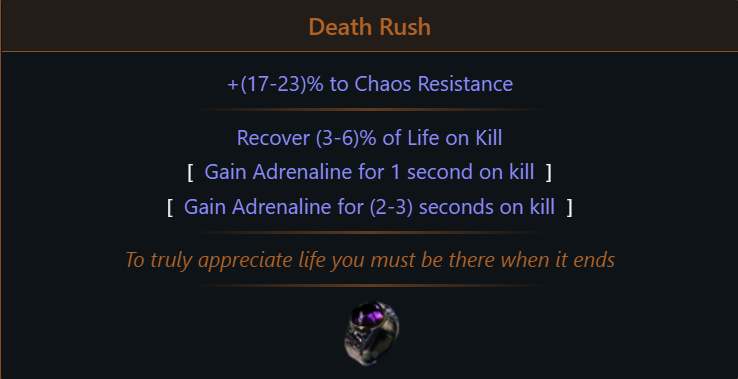 Death Rush
+(17-23)% to Chaos Resistance
Recover (3-6)% of Life on Kill
[ Gain Adrenaline for 1 second on kill ]
[ Gain Adrenaline for (2-3) seconds on kill ]
To truly appreciate life you must be there when it ends